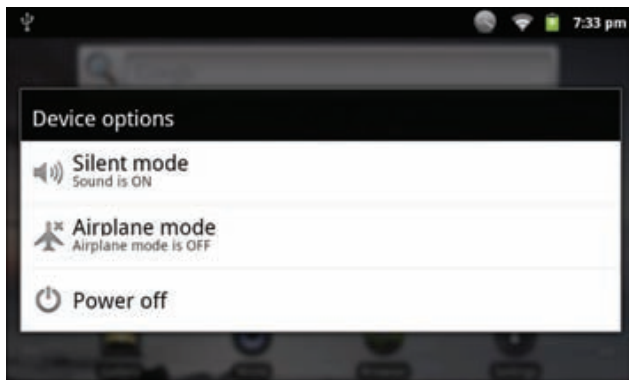 7:33 pm
Device options
Silent mode
Sound is ON
Airplane mode
Airplane mode is OFF
Power off